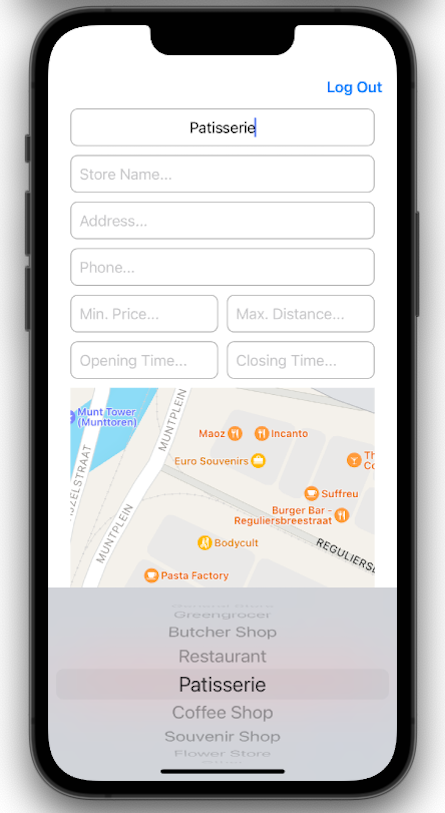 Log Out
Patisserie
Store Name...
Address...
Phone...
Min. Price...
Max. Distance...
Opening Time...
Closing Time...
Munt Tower
(Munttoren)
MUNTPLEIN
Maoz
Incanto
Euro Souvenirs
Th
Co
Suffreu
Burger Bar -
Reguliersbreestraat
MUNTPLEIN
Bodycult
REGULIERS
Pasta Factory
Greengrocer
Butcher Shop
Restaurant
Patisserie
Coffee Shop
Souvenir Shop
Flower Store